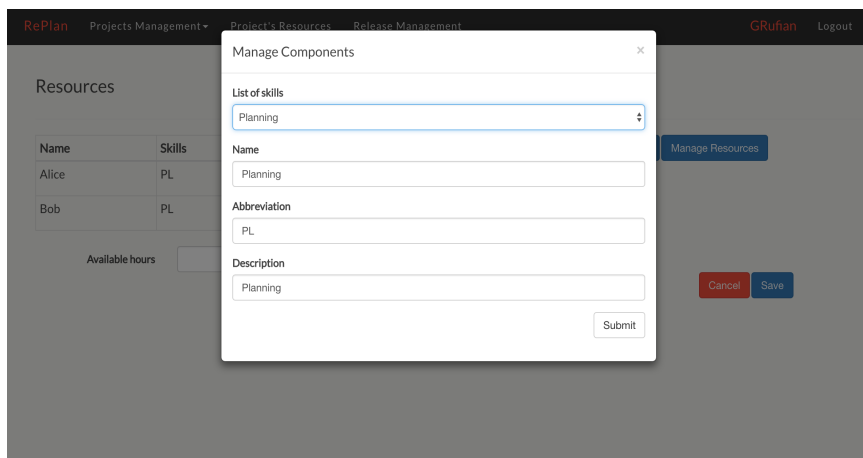 RePlan Projects Management Project's Resources Release Management GRufian Logout
Manage Components ×
Resources
List of skills
Planning
Name Skills
Name
Manage Resources
Alice PL
Planning
Abbreviation
Bob PL
PL
Available hours
Description
Planning
Cancel Save
Submit